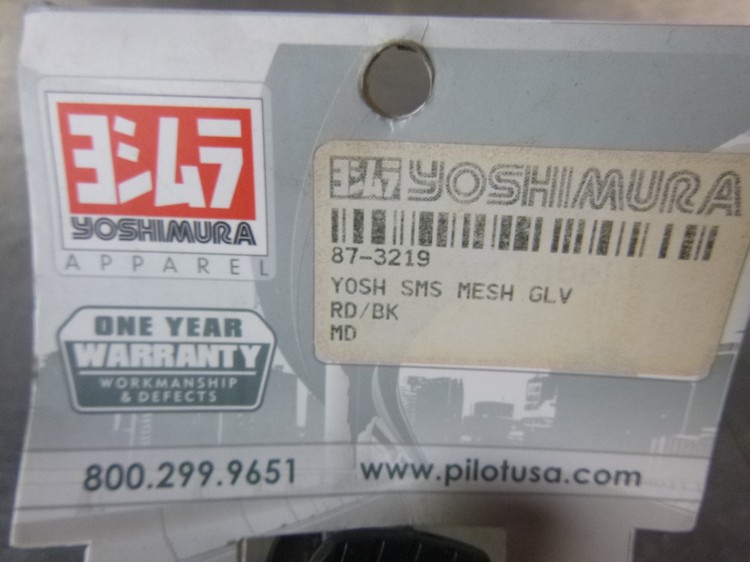 ヨシムラ
YOSHIMURA
APPAREL
ONE YEAR
WARRANTY
WORKMANSHIP
& DEFECTS
ヨシムラ YOSHIMURA
87-3219
YOSH SMS MESH GLV
RD/BK
MD
800.299.9651 www.pilotusa.com